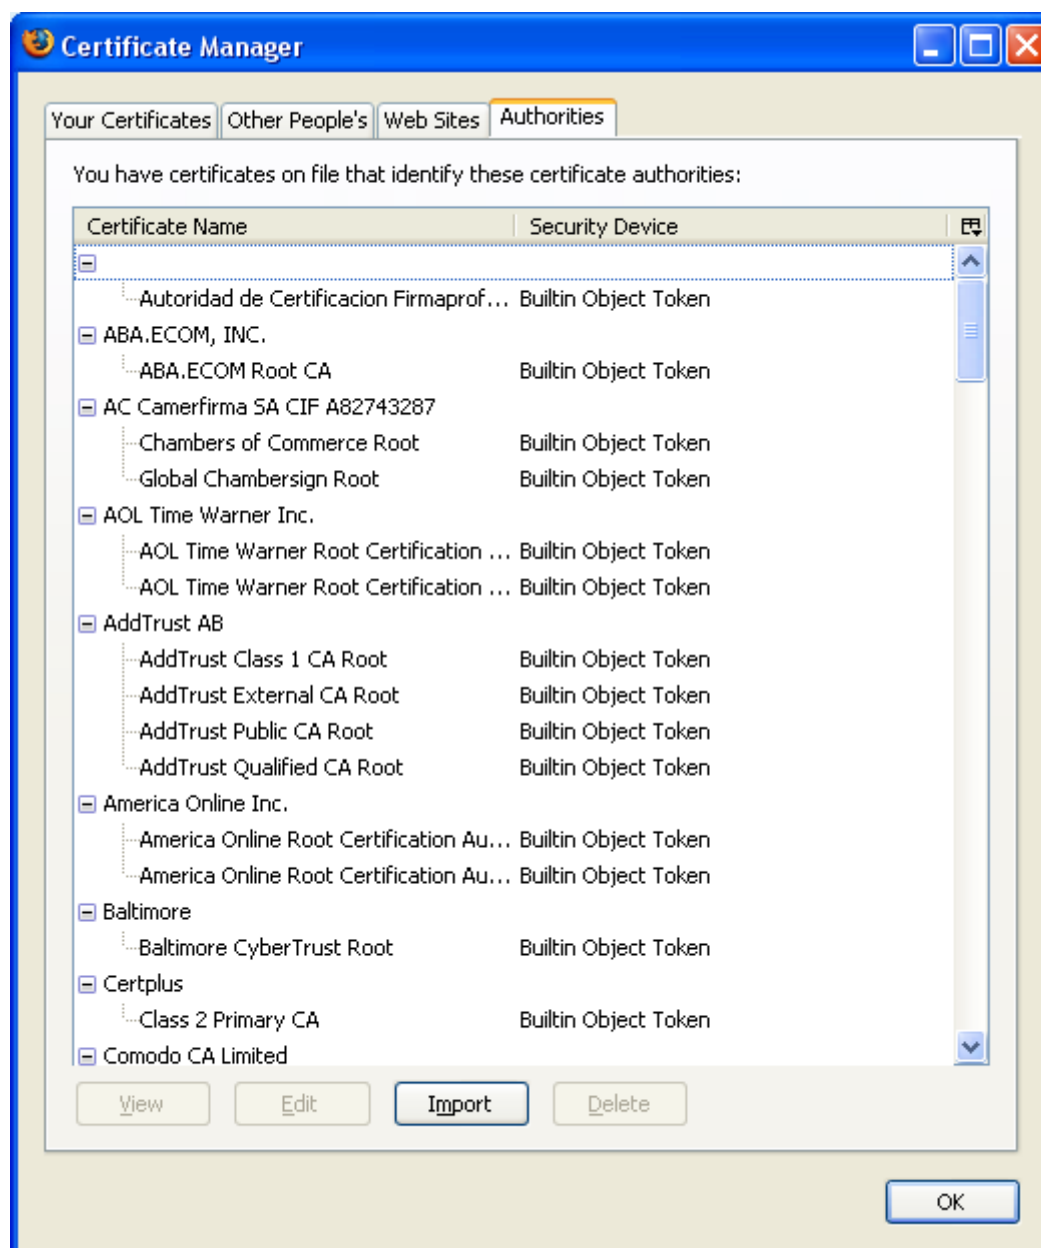 Certificate Manager
Your Certificates Other People's Web Sites Authorities
You have certificates on file that identify these certificate authorities:
Certificate Name Security Device
Autoridad de Certificacion Firmaprof... Builtin Object Token
ABA.ECOM, INC.
ABA.ECOM Root CA Builtin Object Token
AC Camerfirma SA CIF A82743287
Chambers of Commerce Root Builtin Object Token
Global Chambersign Root Builtin Object Token
AOL Time Warner Inc.
AOL Time Warner Root Certification ... Builtin Object Token
AOL Time Warner Root Certification ... Builtin Object Token
AddTrust AB
AddTrust Class 1 CA Root Builtin Object Token
AddTrust External CA Root Builtin Object Token
AddTrust Public CA Root Builtin Object Token
AddTrust Qualified CA Root Builtin Object Token
America Online Inc.
America Online Root Certification Au... Builtin Object Token
America Online Root Certification Au... Builtin Object Token
Baltimore
Baltimore CyberTrust Root Builtin Object Token
Certplus
Class 2 Primary CA Builtin Object Token
Comodo CA Limited
View Edit Import Delete
OK